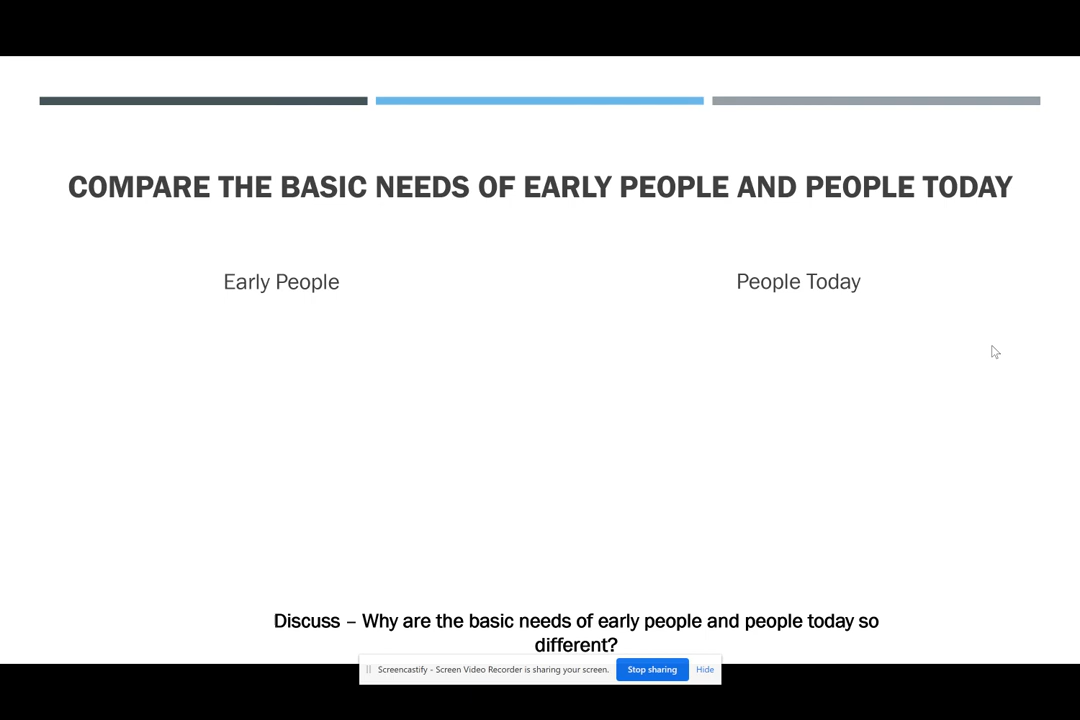 COMPARE THE BASIC NEEDS OF EARLY PEOPLE AND PEOPLE TODAY
Early People
People Today
Discuss – Why are the basic needs of early people and people today so
different?
Screencastify - Screen Video Recorder is sharing your screen.
Stop sharing
Hide